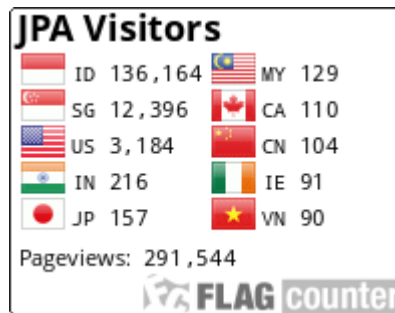 JPA Visitors
ID 136,164 MY 129
SG 12,396 CA 110
US 3,184 CN 104
IN 216 IE 91
JP 157 VN 90
Pageviews: 291,544
FC FLAG counter